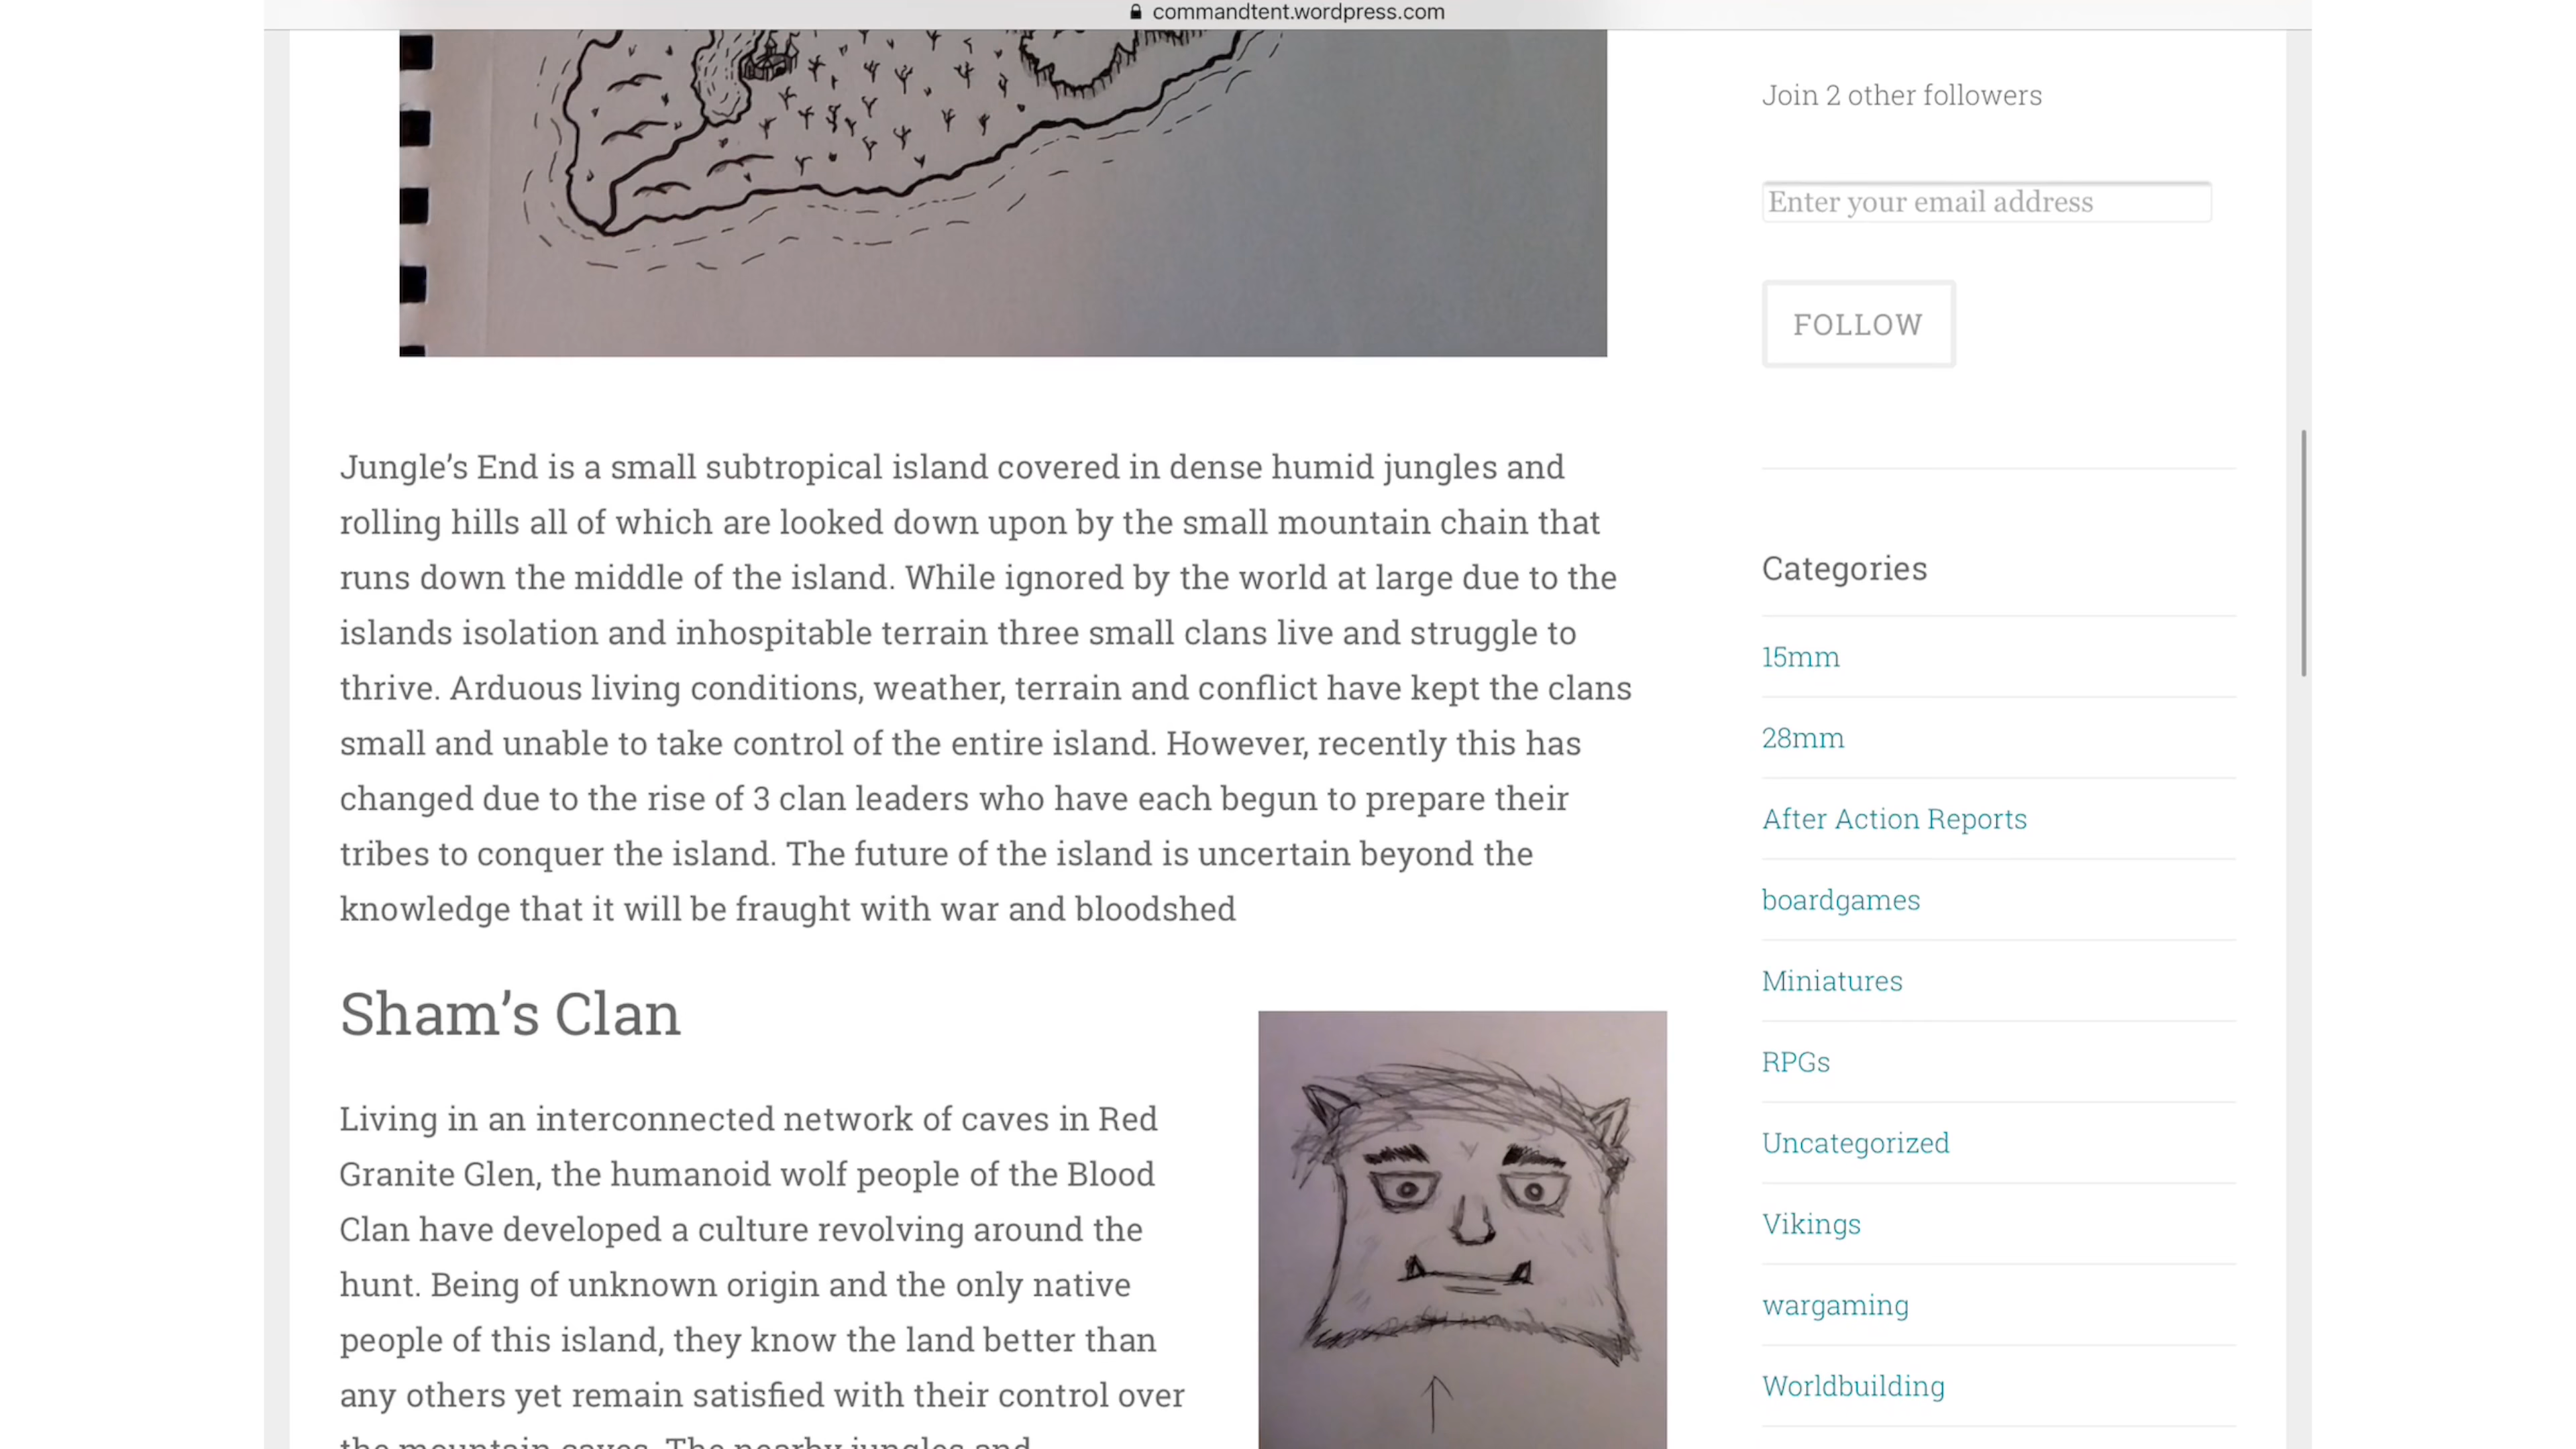 commandtent.wordpress.com
Jungle’s End is a small subtropical island covered in dense humid jungles and
rolling hills all of which are looked down upon by the small mountain chain that
runs down the middle of the island. While ignored by the world at large due to the
islands isolation and inhospitable terrain three small clans live and struggle to
thrive. Arduous living conditions, weather, terrain and conflict have kept the clans
small and unable to take control of the entire island. However, recently this has
changed due to the rise of 3 clan leaders who have each begun to prepare their
tribes to conquer the island. The future of the island is uncertain beyond the
knowledge that it will be fraught with war and bloodshed
Sham’s Clan
Living in an interconnected network of caves in Red
Granite Glen, the humanoid wolf people of the Blood
Clan have developed a culture revolving around the
hunt. Being of unknown origin and the only native
people of this island, they know the land better than
any others yet remain satisfied with their control over
the mountain caves. The nearby jungles and
Join 2 other followers
Enter your email address
FOLLOW
Categories
15mm
28mm
After Action Reports
boardgames
Miniatures
RPGs
Uncategorized
Vikings
wargaming
Worldbuilding